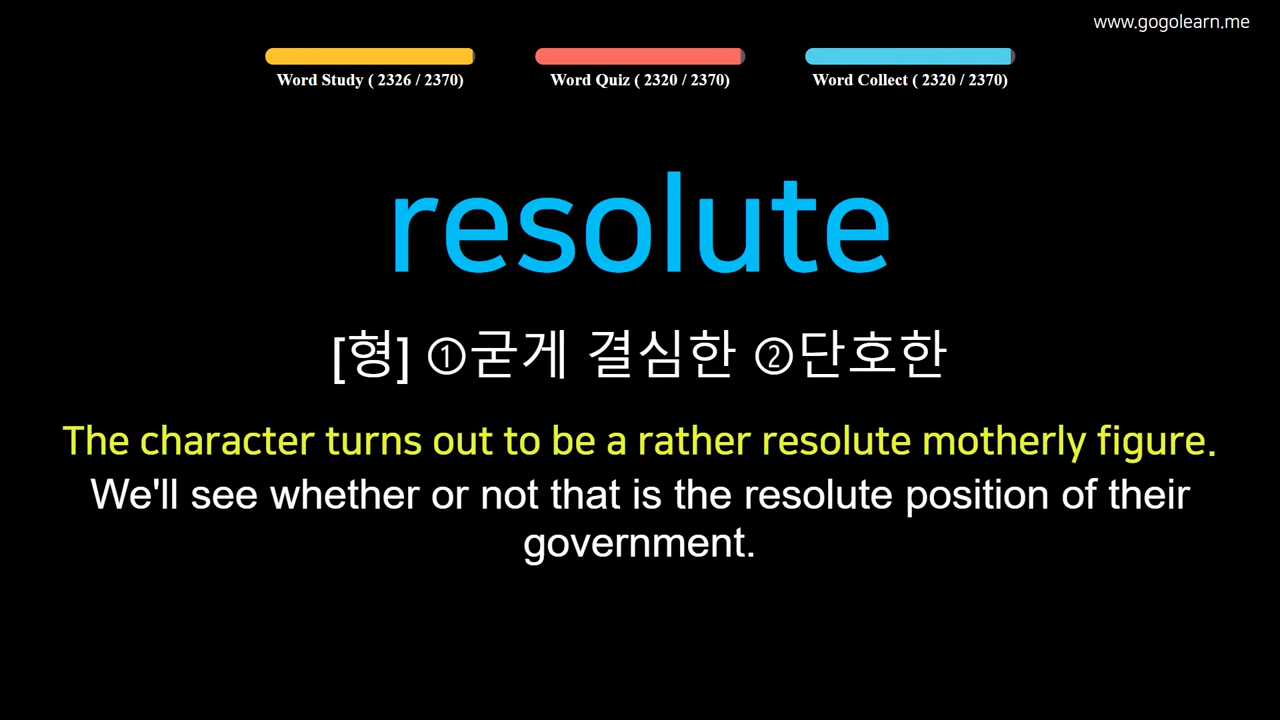 www.gogolearn.me
Word Study ( 2326 / 2370)
Word Quiz ( 2320 / 2370)
Word Collect ( 2320 / 2370)
resolute
[형] ①굳게 결심한 ②단호한
The character turns out to be a rather resolute motherly figure.
We'll see whether or not that is the resolute position of their
government.